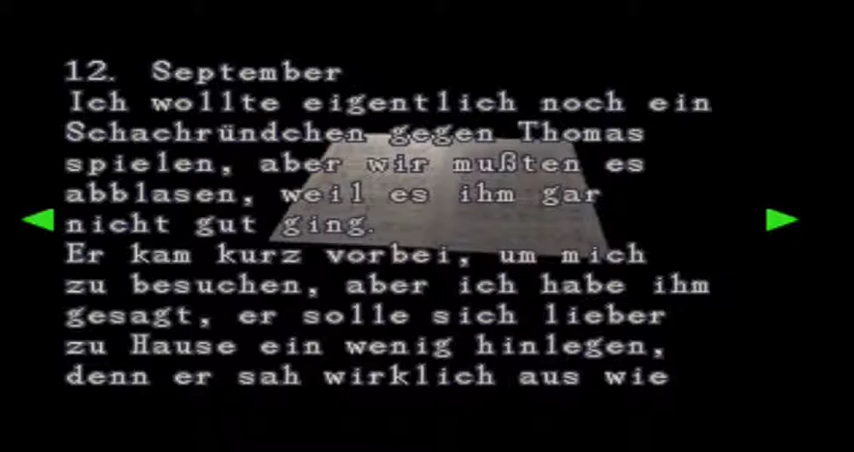 12. September
Ich wollte eigentlich noch ein
Schachründchen gegen Thomas
spielen, aber wir mußten es
abblasen, weil es ihm gar
nicht gut ging.
Er kam kurz vorbei, um mich
zu besuchen, aber ich habe ihm
gesagt, er solle sich lieber
zu Hause ein wenig hinlegen,
denn er sah wirklich aus wie